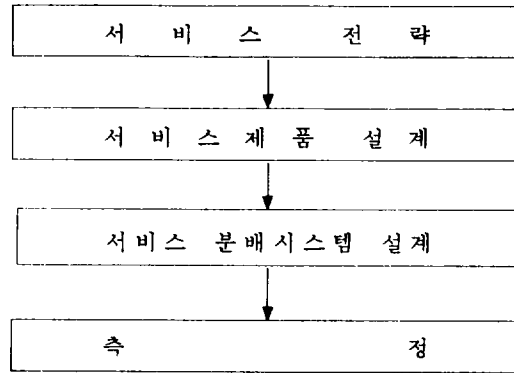 서 비 스 전 략
서 비 스 제 품 설 계
서비스 분배시스템 설계
측 정